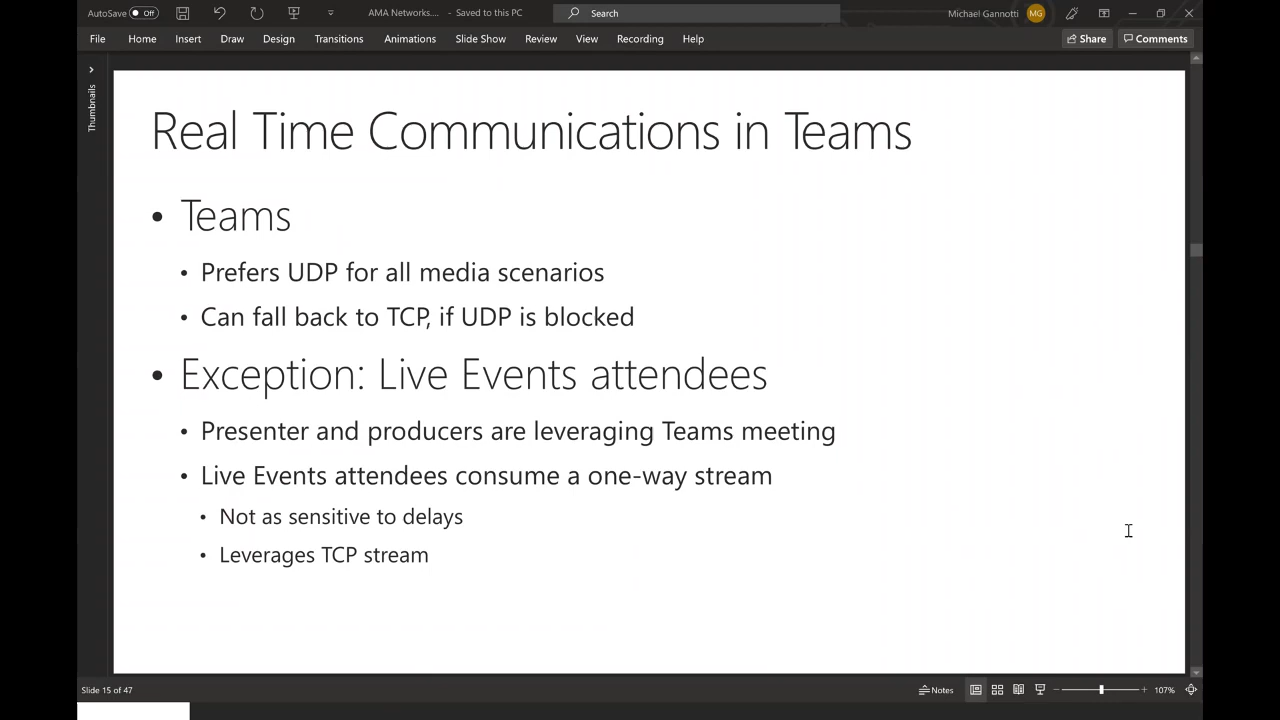 AutoSave Off AMA Networks.... - Saved to this PC Search Michael Gannotti MG
File Home Insert Draw Design Transitions Animations Slide Show Review View Recording Help Share Comments
Thumbnails
Real Time Communications in Teams
• Teams
• Prefers UDP for all media scenarios
• Can fall back to TCP, if UDP is blocked
• Exception: Live Events attendees
• Presenter and producers are leveraging Teams meeting
• Live Events attendees consume a one-way stream
• Not as sensitive to delays
• Leverages TCP stream
Slide 15 of 47 Notes 107%